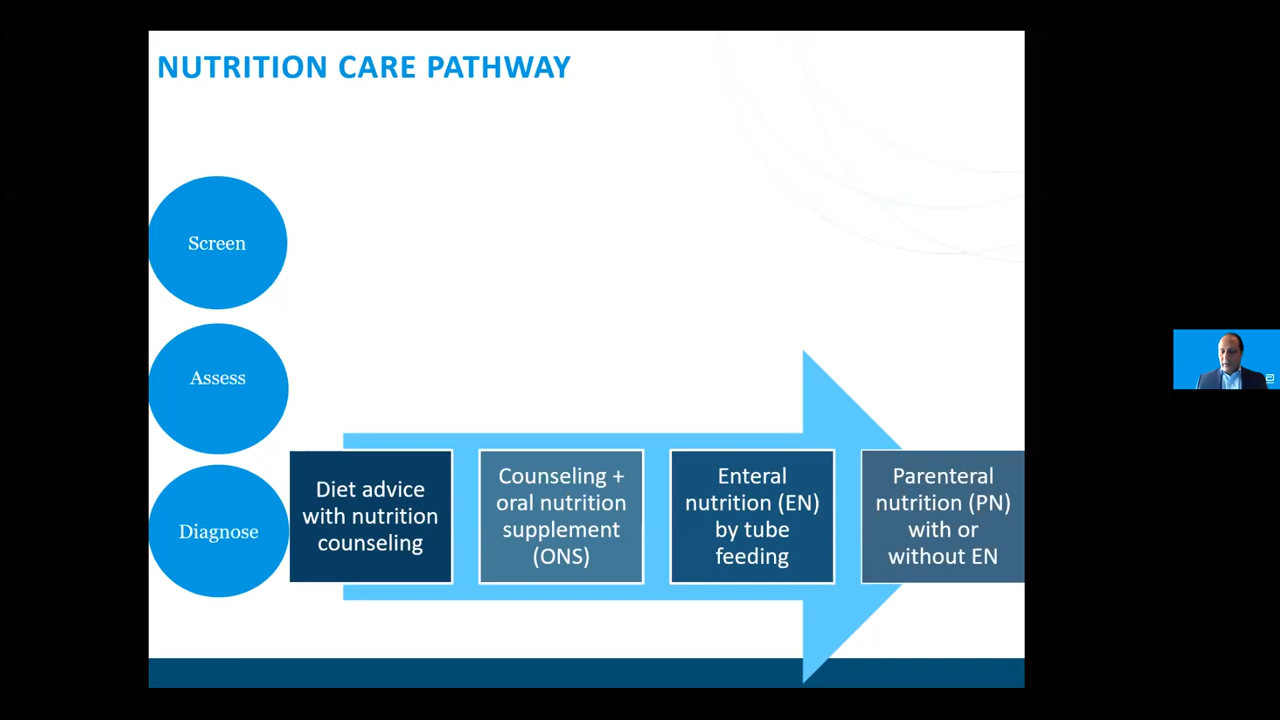 NUTRITION CARE PATHWAY
Screen
Assess
Diagnose
Diet advice
with nutrition
counseling
Counseling +
oral nutrition
supplement
(ONS)
Enteral
nutrition (EN)
by tube
feeding
Parenteral
nutrition (PN)
with or
without EN